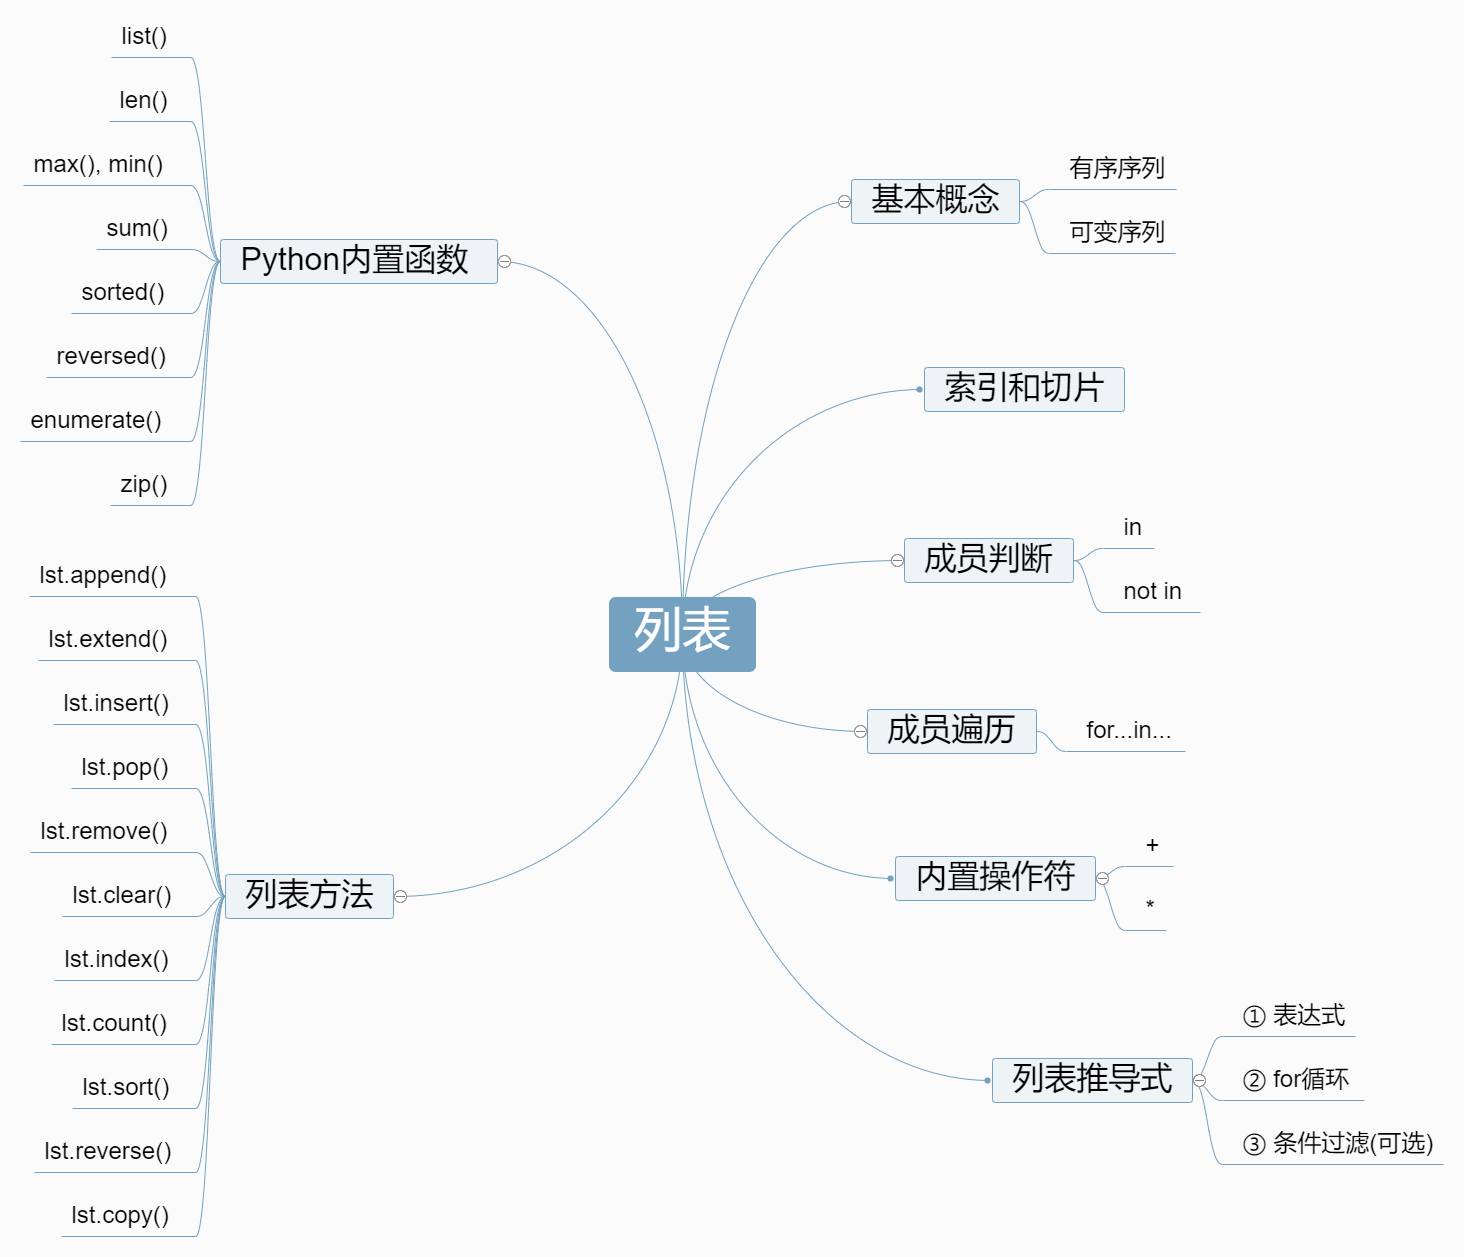 列表
Python内置函数
list()
len()
max(), min()
sum()
sorted()
reversed()
enumerate()
zip()
列表方法
lst.append()
lst.extend()
lst.insert()
lst.pop()
lst.remove()
lst.clear()
lst.index()
lst.count()
lst.sort()
lst.reverse()
lst.copy()
基本概念
有序序列
可变序列
索引和切片
成员判断
in
not in
成员遍历
for...in...
内置操作符
+
*
列表推导式
① 表达式
② for循环
③ 条件过滤(可选)